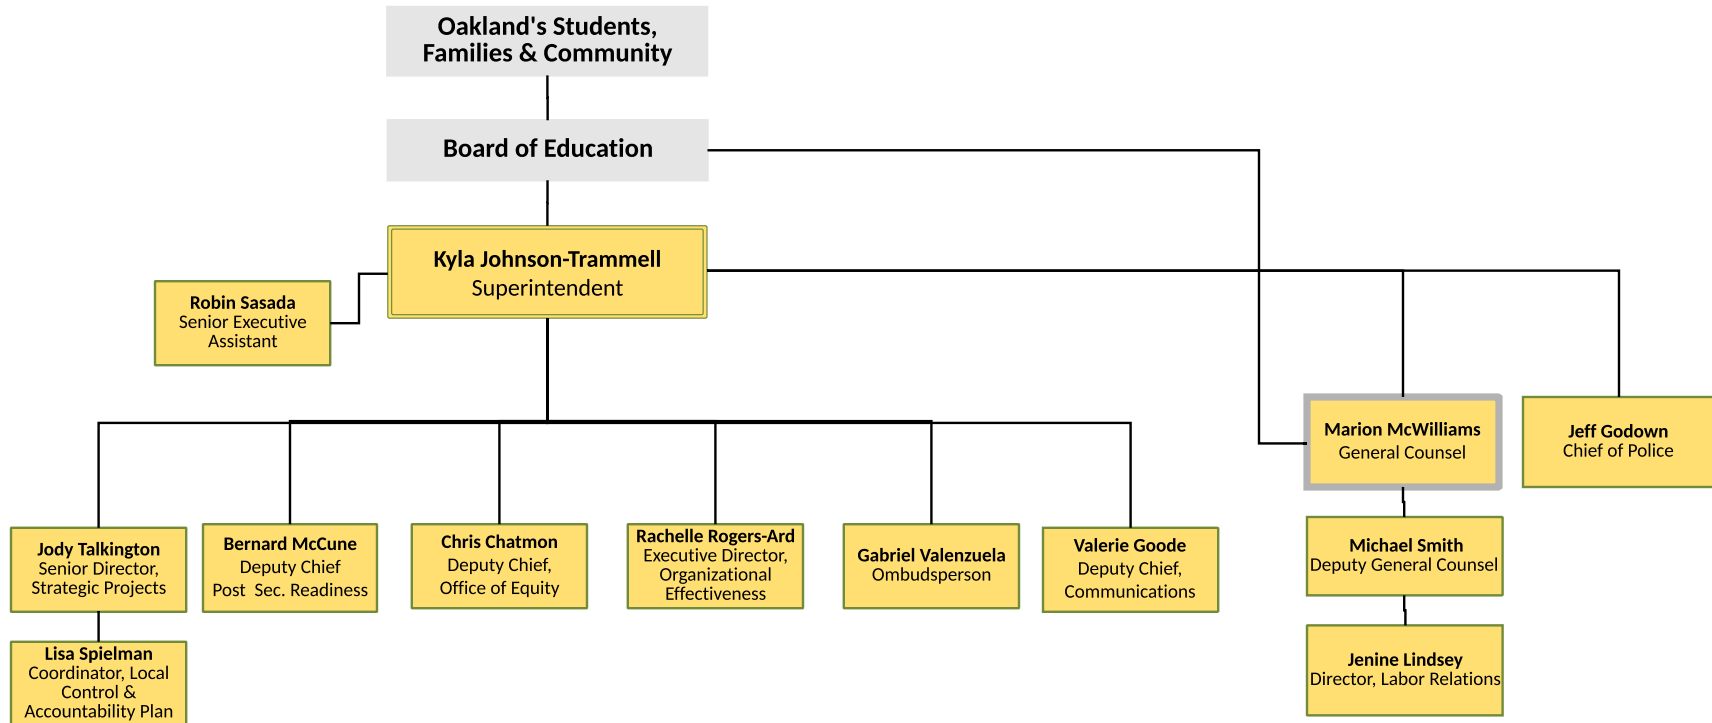 Oakland's Students,
Families & Community
Board of Education
Kyla Johnson-Trammell
Superintendent
Robin Sasada
Senior Executive
Assistant
Marion McWilliams
General Counsel
Jeff Godown
Chief of Police
Jody Talkington
Senior Director,
Strategic Projects
Bernard McCune
Deputy Chief
Post Sec. Readiness
Chris Chatmon
Deputy Chief,
Office of Equity
Rachelle Rogers-Ard
Executive Director,
Organizational
Effectiveness
Gabriel Valenzuela
Ombudsperson
Valerie Goode
Deputy Chief,
Communications
Michael Smith
Deputy General Counsel
Lisa Spielman
Coordinator, Local
Control &
Accountability Plan
Jenine Lindsey
Director, Labor Relations